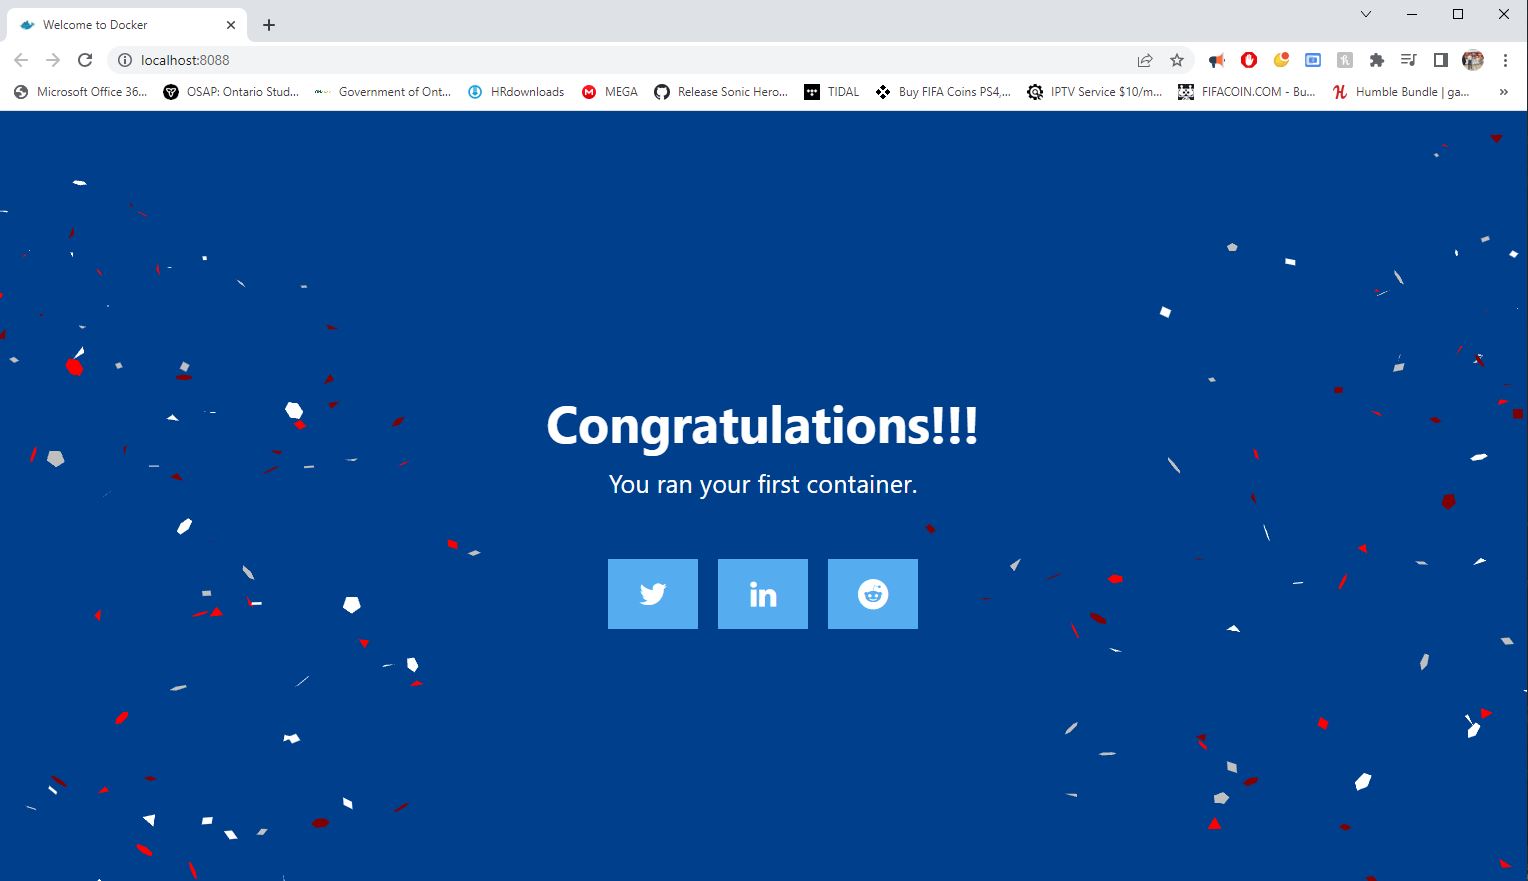 Welcome to Docker
localhost:8088
Microsoft Office 36...
OSAP: Ontario Stud...
Government of Ont...
HRdownloads
MEGA
Release Sonic Hero...
TIDAL
Buy FIFA Coins PS4,...
IPTV Service $10/m...
FIFACOIN.COM - Bu...
Humble Bundle | ga...
Congratulations!!!
You ran your first container.
in